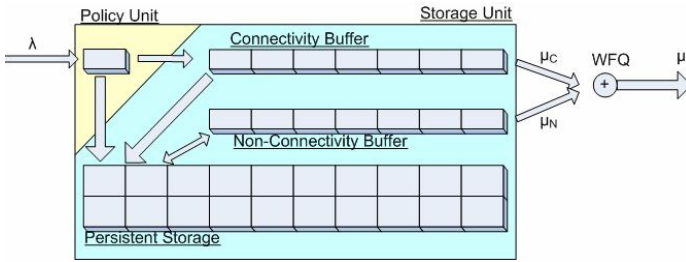 Policy Unit
Storage Unit
Connectivity Buffer
λ
μC
WFQ
μ
+
μN
Non-Connectivity Buffer
Persistent Storage